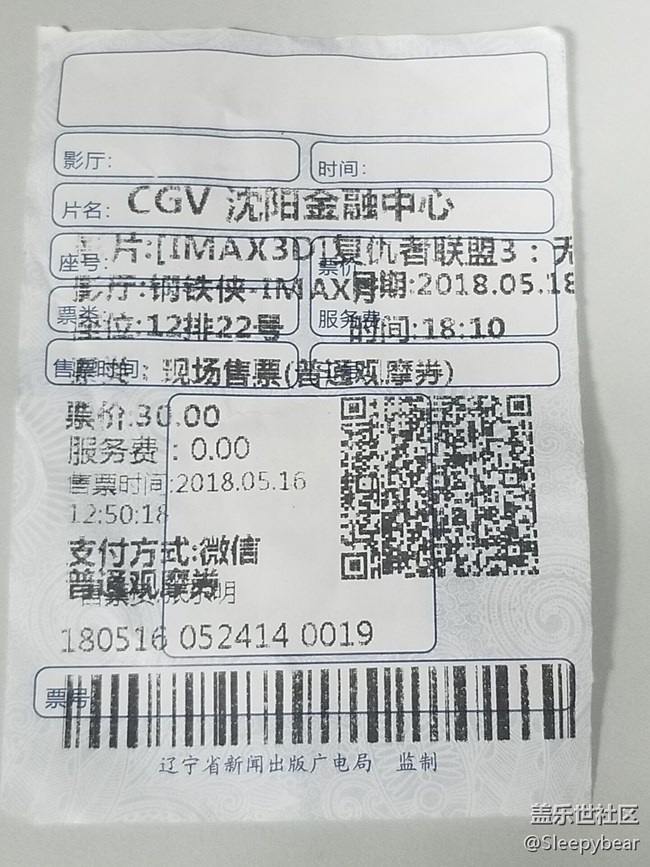 影厅:
时间:
片名: CGV 沈阳金融中心
片:[IMAX3D]复仇者联盟3：无
座号:
票价
影厅:钢铁侠-IMAX
日期:2018.05.18
票类
服务费
座位:12排22号
时间:18:10
售票时间
票类：现场售票(普通观摩券)
票价:30.00
服务费：0.00
售票时间:2018.05.16
12:50:18
支付方式:微信
普通观摩券
180516 052414 0019
票号
辽宁省新闻出版广电局 监制
盖乐世社区
@Sleepybear